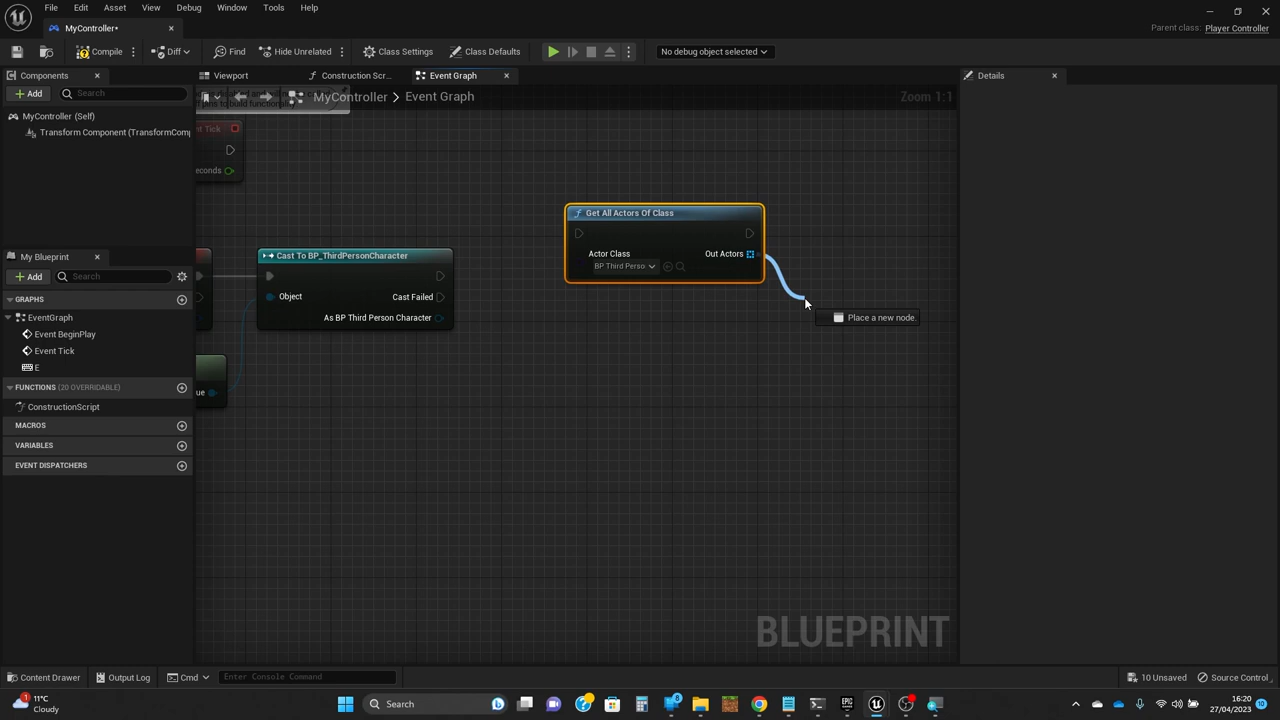 File Edit Asset View Debug Window Tools Help
MyController•
Parent class: Player Controller
Compile Diff Find Hide Unrelated Class Settings Class Defaults No debug object selected
Components
Viewport Construction Scr... Event Graph
Details
Add Search
MyController > Event Graph
Zoom 1:1
MyController (Self)
Transform Component (TransformComp
nt Tick
econds
Get All Actors Of Class
Actor Class
Out Actors
BP Third Perso
Cast To BP_ThirdPersonCharacter
Object
Cast Failed
As BP Third Person Character
Place a new node.
ue
My Blueprint
Add Search
GRAPHS
EventGraph
Event BeginPlay
Event Tick
E
FUNCTIONS (20 OVERRIDABLE)
ConstructionScript
MACROS
VARIABLES
EVENT DISPATCHERS
BLUEPRINT
Content Drawer Output Log Cmd Enter Console Command
10 Unsaved Source Control
11°C
Cloudy
Search
8
16:20
27/04/2023